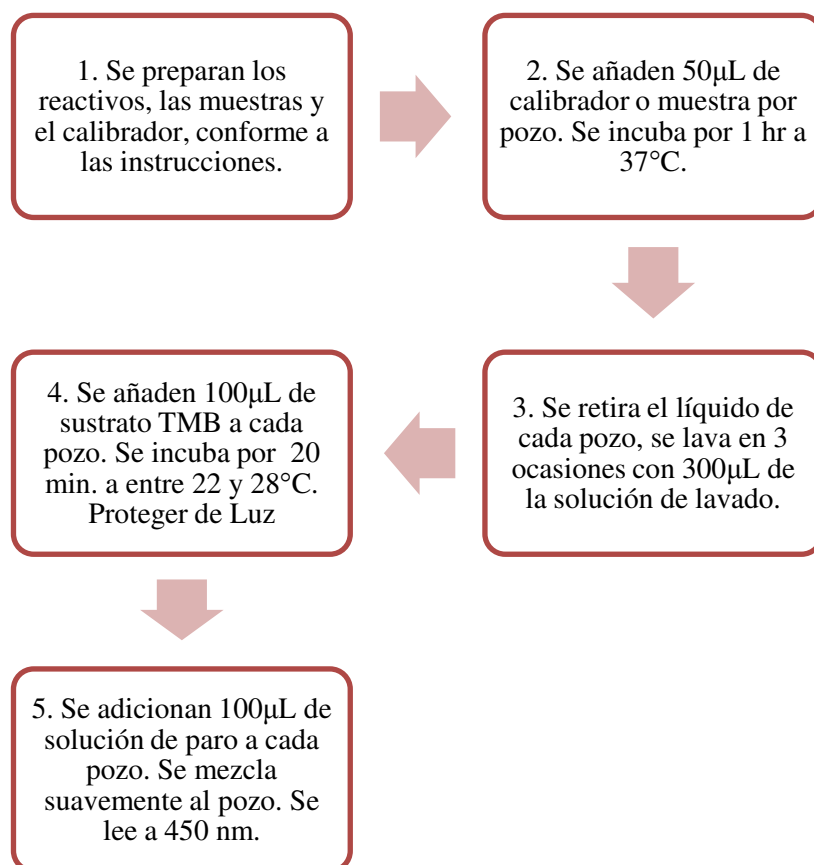 1. Se preparan los
reactivos, las muestras y
el calibrador, conforme a
las instrucciones.
2. Se añaden 50µL de
calibrador o muestra por
pozo. Se incuba por 1 hr a
37°C.
3. Se retira el líquido de
cada pozo, se lava en 3
ocasiones con 300µL de
la solución de lavado.
4. Se añaden 100µL de
sustrato TMB a cada
pozo. Se incuba por 20
min. a entre 22 y 28°C.
Proteger de Luz
5. Se adicionan 100µL de
solución de paro a cada
pozo. Se mezcla
suavemente al pozo. Se
lee a 450 nm.